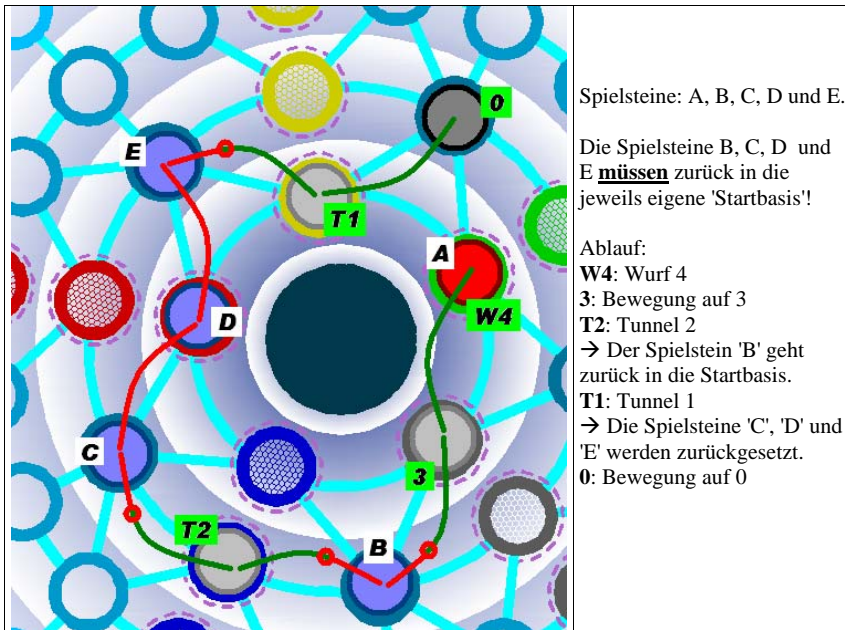 E
0
T1
A
W4
D
C
3
T2
B
Spielsteine: A, B, C, D und E.
Die Spielsteine B, C, D und
E müssen zurück in die
jeweils eigene 'Startbasis'!
Ablauf:
W4: Wurf 4
3: Bewegung auf 3
T2: Tunnel 2
→ Der Spielstein 'B' geht
zurück in die Startbasis.
T1: Tunnel 1
→ Die Spielsteine 'C', 'D' und
'E' werden zurückgesetzt.
0: Bewegung auf 0